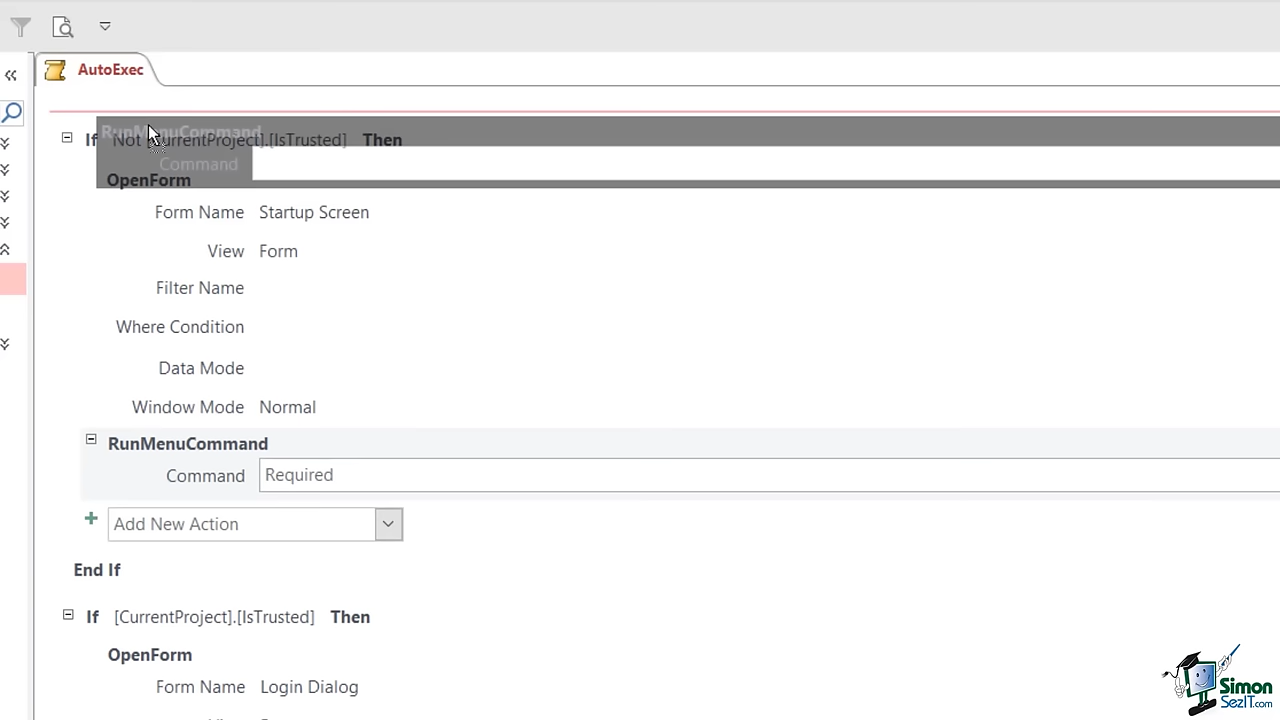 AutoExec
RunMenuCommand
If Not [CurrentProject].[IsTrusted] Then
Command
OpenForm
Form Name Startup Screen
View Form
Filter Name
Where Condition
Data Mode
Window Mode Normal
RunMenuCommand
Command Required
Add New Action
End If
If [CurrentProject].[IsTrusted] Then
OpenForm
Form Name Login Dialog
Simon
SezIT.com